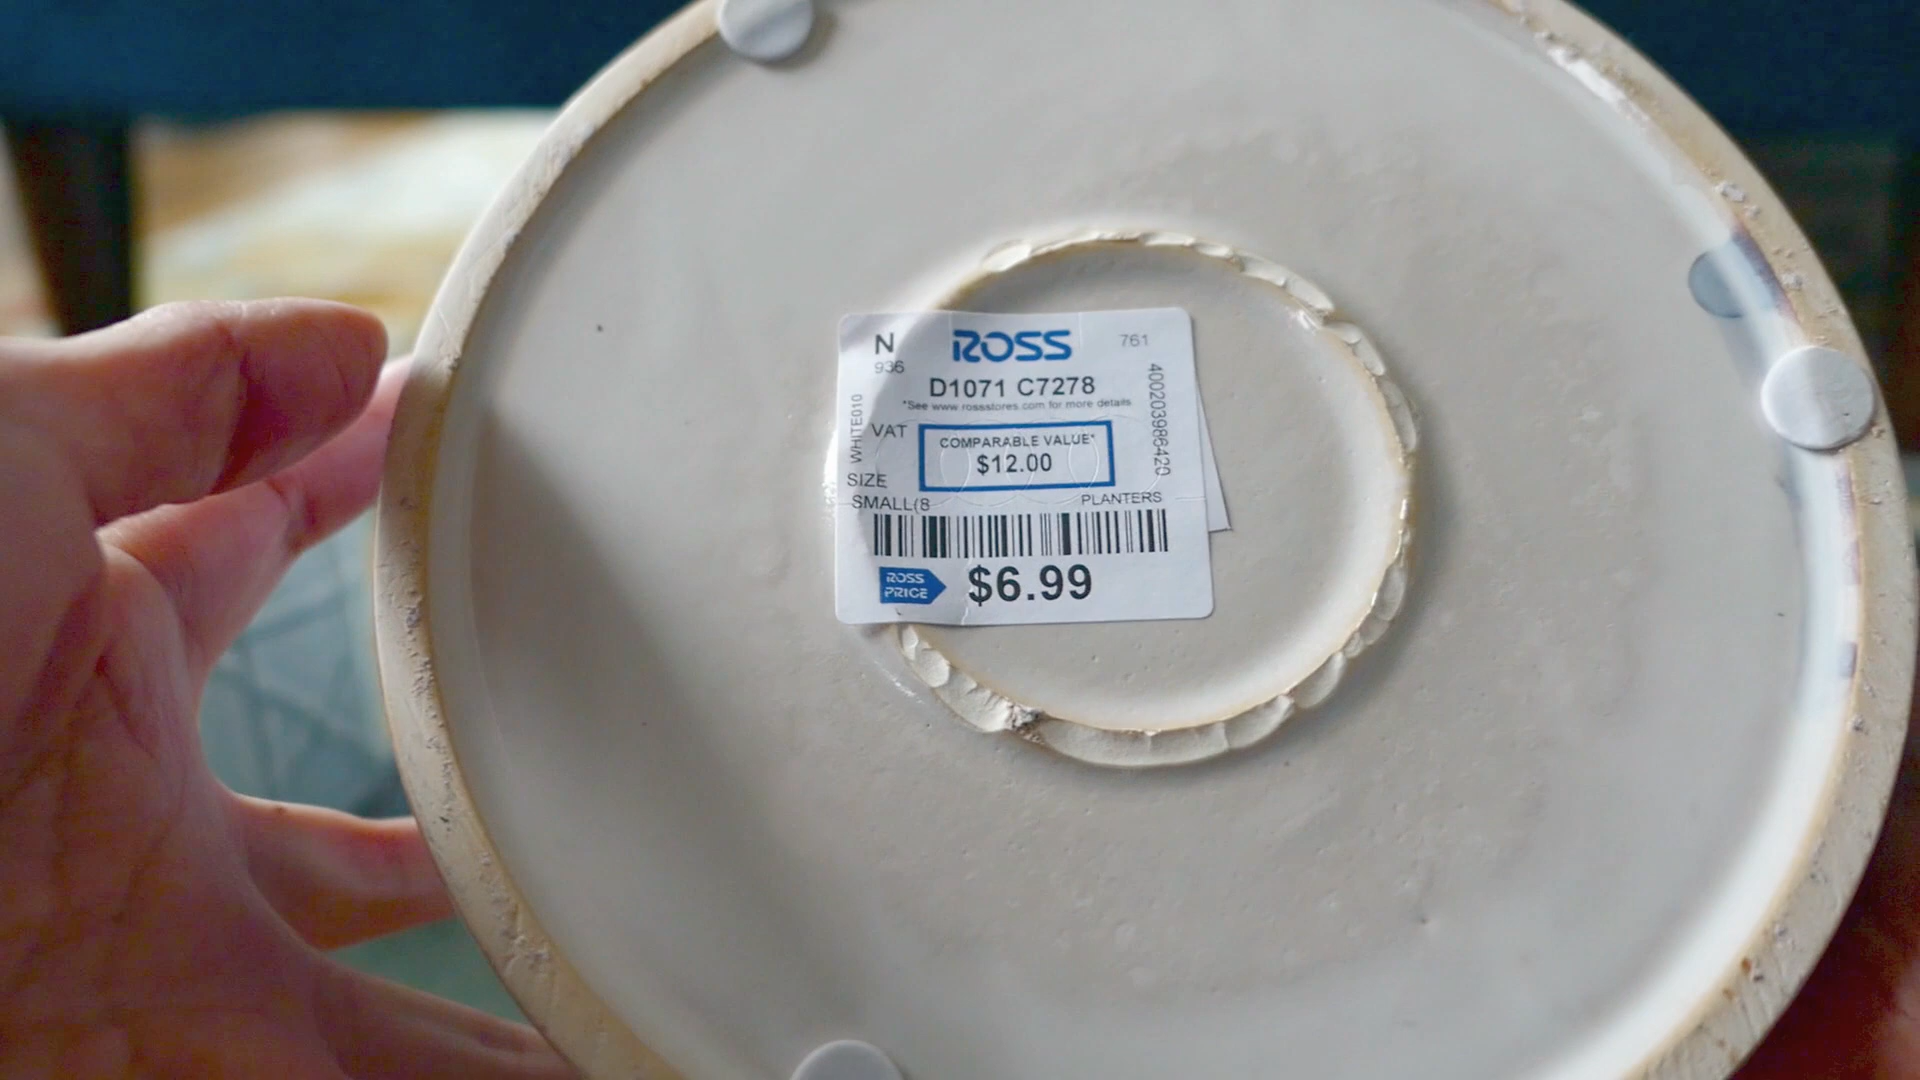 N ROSS 761
936
D1071 C7278
*See www.rossstores.com for more details
WHITE010
400203986420
VAT
COMPARABLE VALUE*
$12.00
SIZE
SMALL(8 PLANTERS
ROSS
PRICE
$6.99